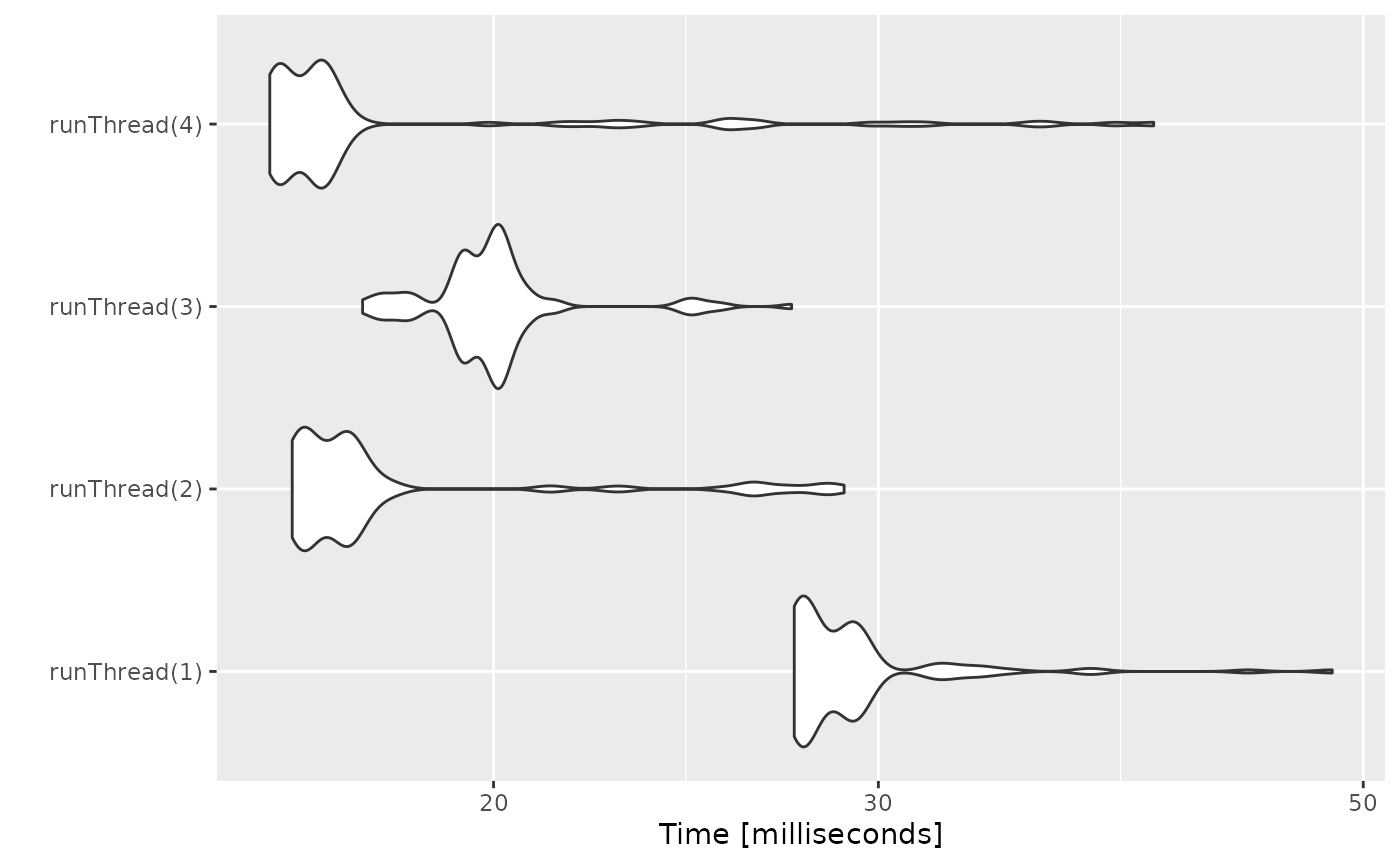 runThread(4)
runThread(3)
runThread(2)
runThread(1)
20 30 50
Time [milliseconds]